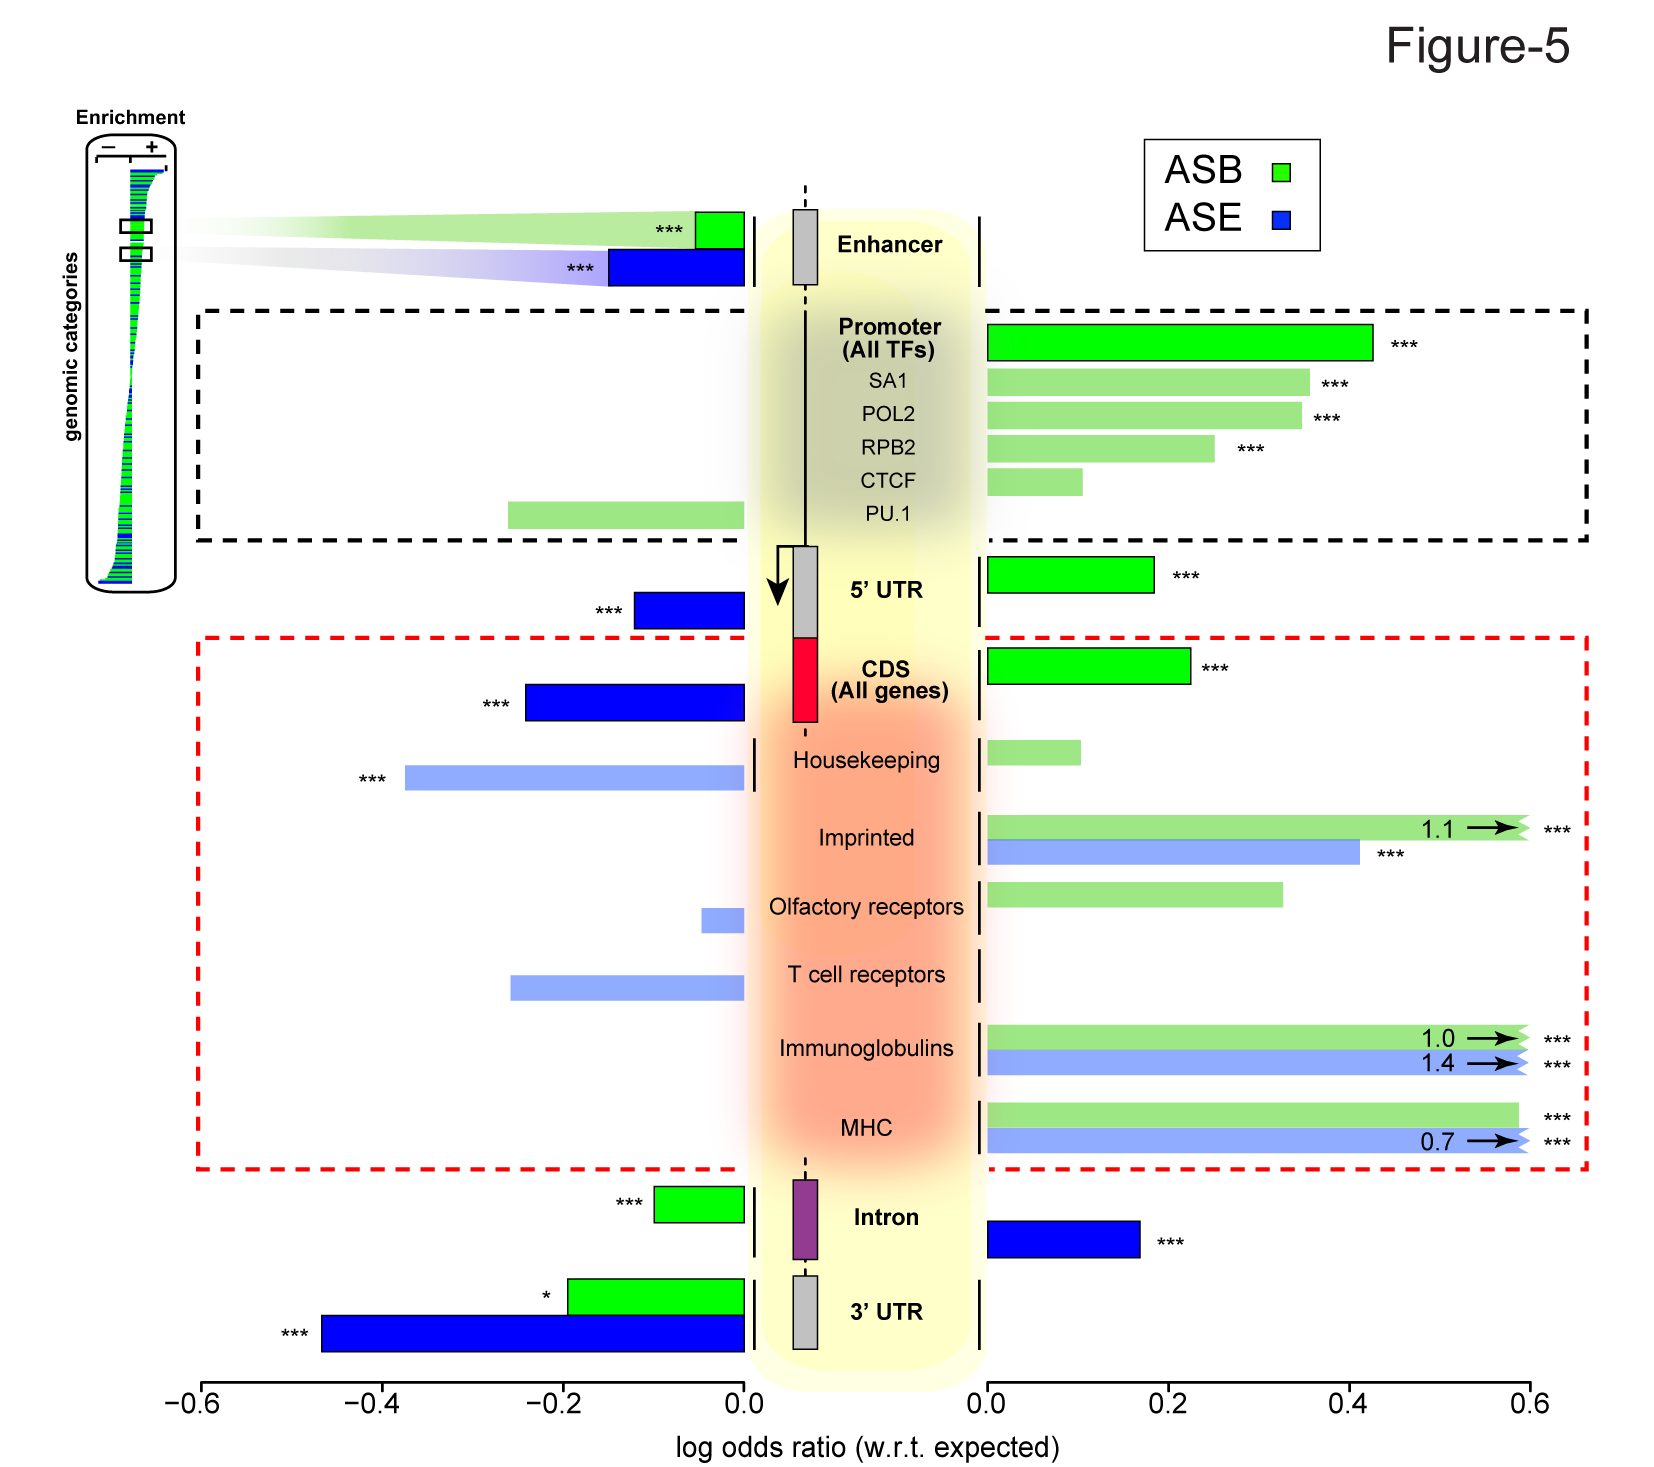 Figure-5
Enrichment
– +
genomic categories
ASB
ASE
***
***
Enhancer
Promoter
(All TFs)
***
SA1
***
POL2
***
RPB2
***
CTCF
PU.1
5’ UTR
***
***
CDS
(All genes)
***
***
Housekeeping
***
Imprinted
1.1
***
***
Olfactory receptors
T cell receptors
Immunoglobulins
1.0
***
1.4
***
MHC
***
0.7
***
***
Intron
***
*
3’ UTR
***
−0.6 −0.4 −0.2 0.0 0.0 0.2 0.4 0.6
log odds ratio (w.r.t. expected)